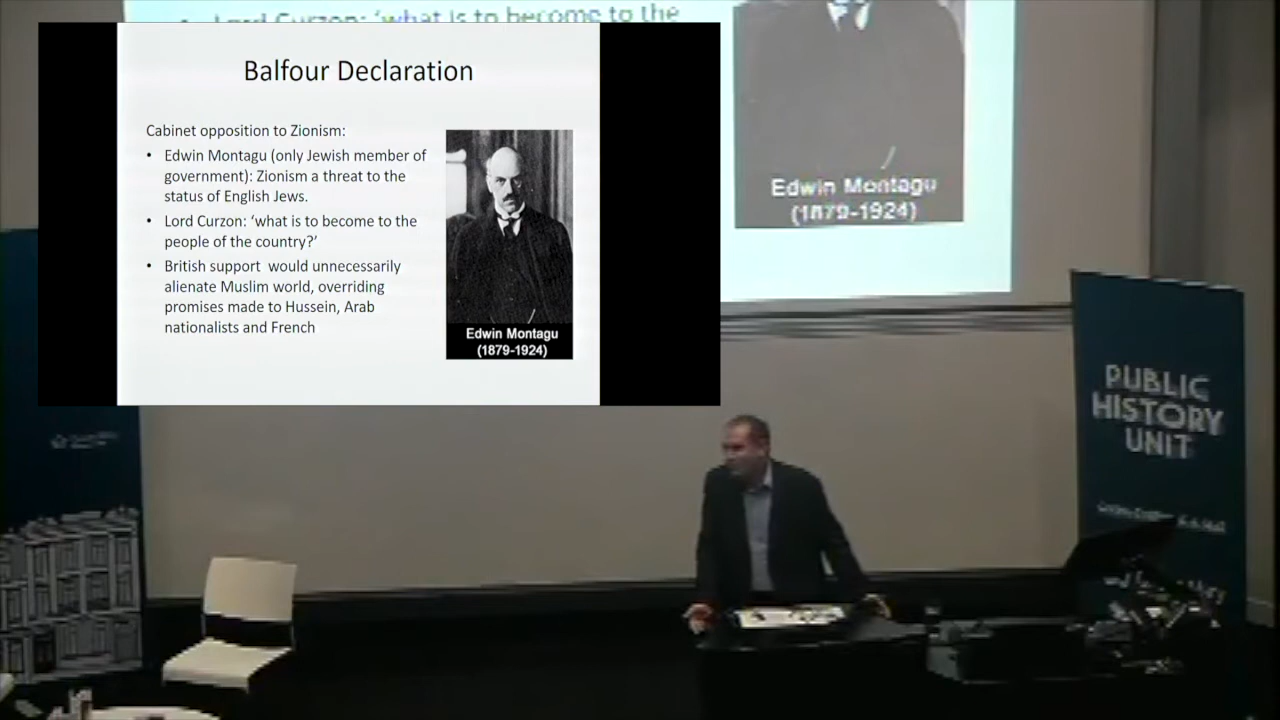 Lord Curzon: 'what is to become to the
Balfour Declaration
Cabinet opposition to Zionism:
• Edwin Montagu (only Jewish member of
government): Zionism a threat to the
status of English Jews.
• Lord Curzon: ‘what is to become to the
people of the country?’
• British support would unnecessarily
alienate Muslim world, overriding
promises made to Hussein, Arab
nationalists and French
Edwin Montagu
(1879-1924)
Edwin Montagu
(1879-1924)
PUBLIC
HISTORY
UNIT